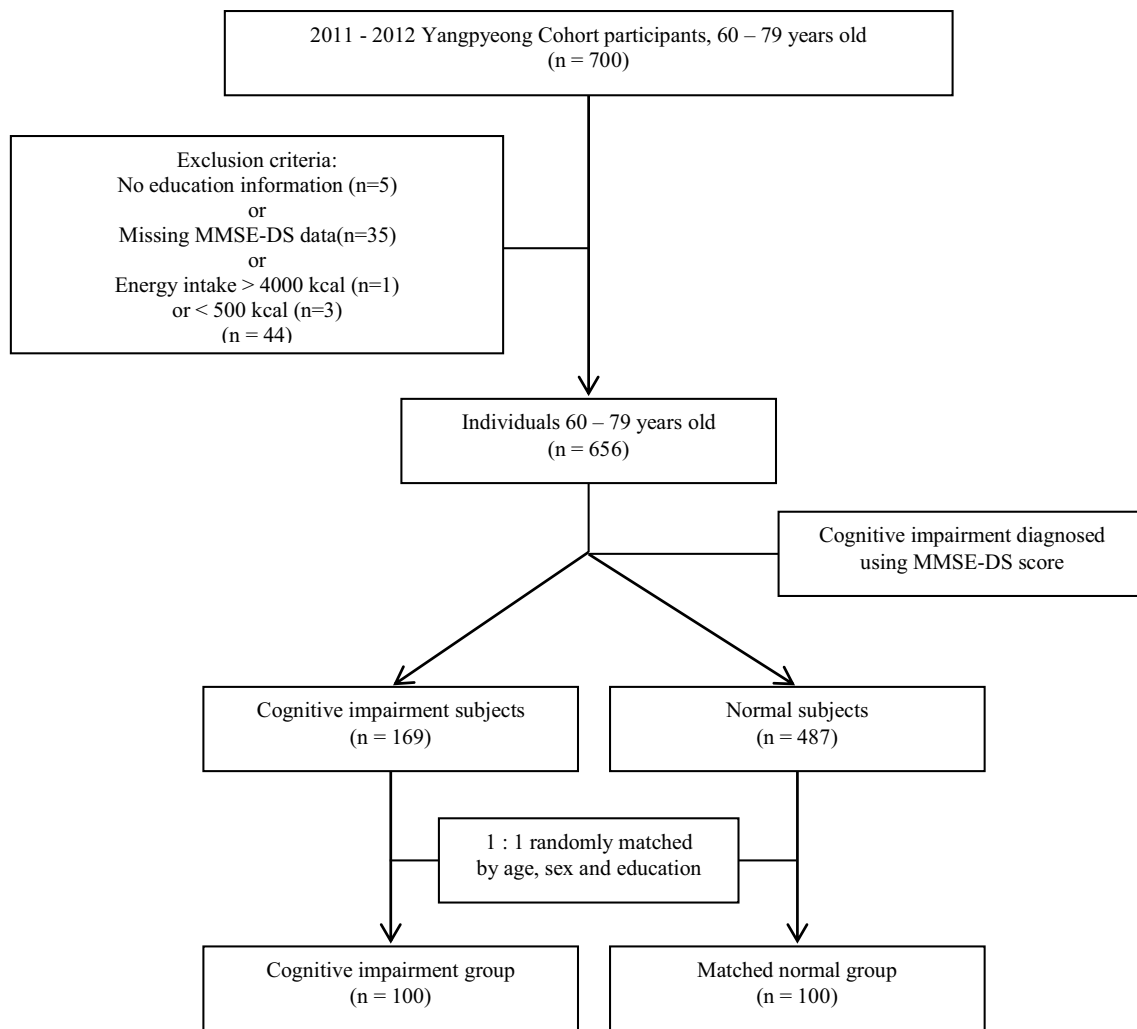 2011 - 2012 Yangpyeong Cohort participants, 60 – 79 years old
(n = 700)
Exclusion criteria:
No education information (n=5)
or
Missing MMSE-DS data(n=35)
or
Energy intake > 4000 kcal (n=1)
or < 500 kcal (n=3)
(n = 44)
Individuals 60 – 79 years old
(n = 656)
Cognitive impairment diagnosed
using MMSE-DS score
Cognitive impairment subjects
(n = 169)
Normal subjects
(n = 487)
1 : 1 randomly matched
by age, sex and education
Cognitive impairment group
(n = 100)
Matched normal group
(n = 100)